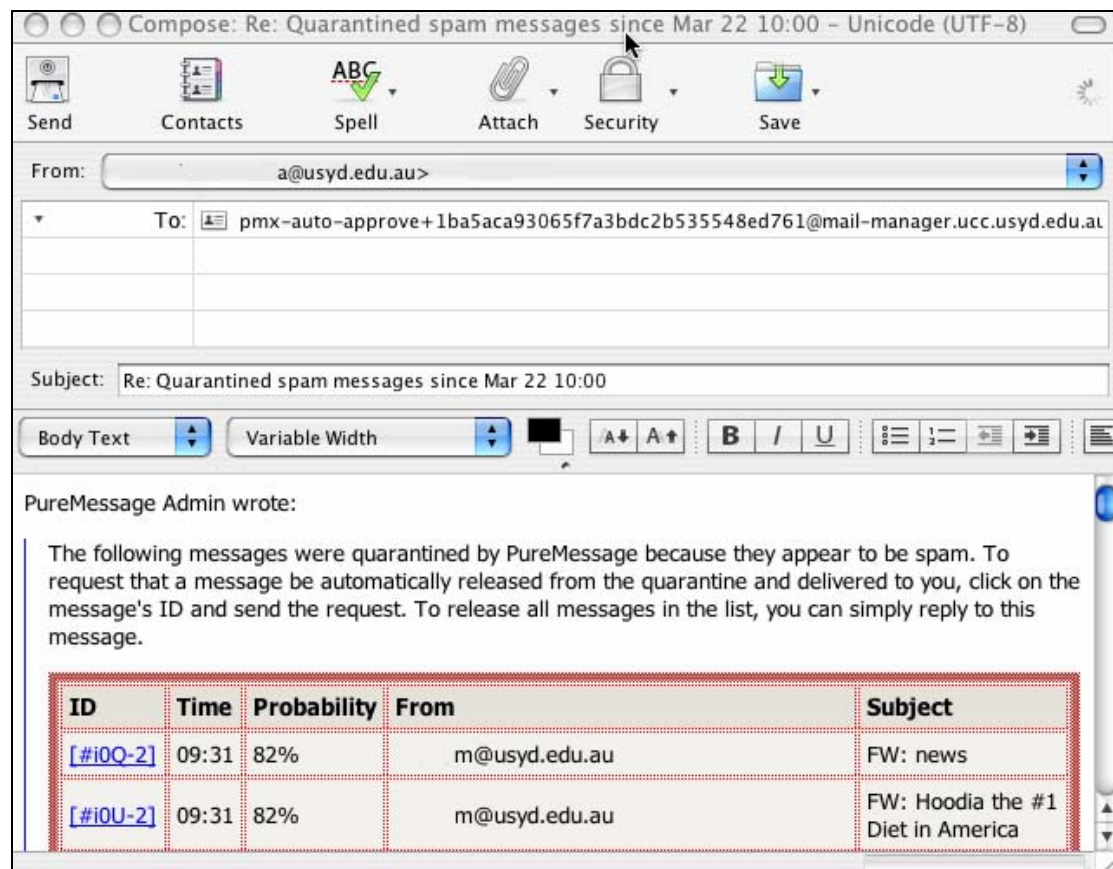 Compose: Re: Quarantined spam messages since Mar 22 10:00 – Unicode (UTF-8)
ABC
Send Contacts Spell Attach Security Save
From: a@usyd.edu.au>
To: pmx-auto-approve+1ba5aca93065f7a3bdc2b535548ed761@mail-manager.ucc.usyd.edu.au
Subject: Re: Quarantined spam messages since Mar 22 10:00
Body Text Variable Width A A B I U
PureMessage Admin wrote:
The following messages were quarantined by PureMessage because they appear to be spam. To
request that a message be automatically released from the quarantine and delivered to you, click on the
message's ID and send the request. To release all messages in the list, you can simply reply to this
message.
ID Time Probability From Subject
[#i0Q-2] 09:31 82% m@usyd.edu.au FW: news
[#i0U-2] 09:31 82% m@usyd.edu.au FW: Hoodia the #1
Diet in America